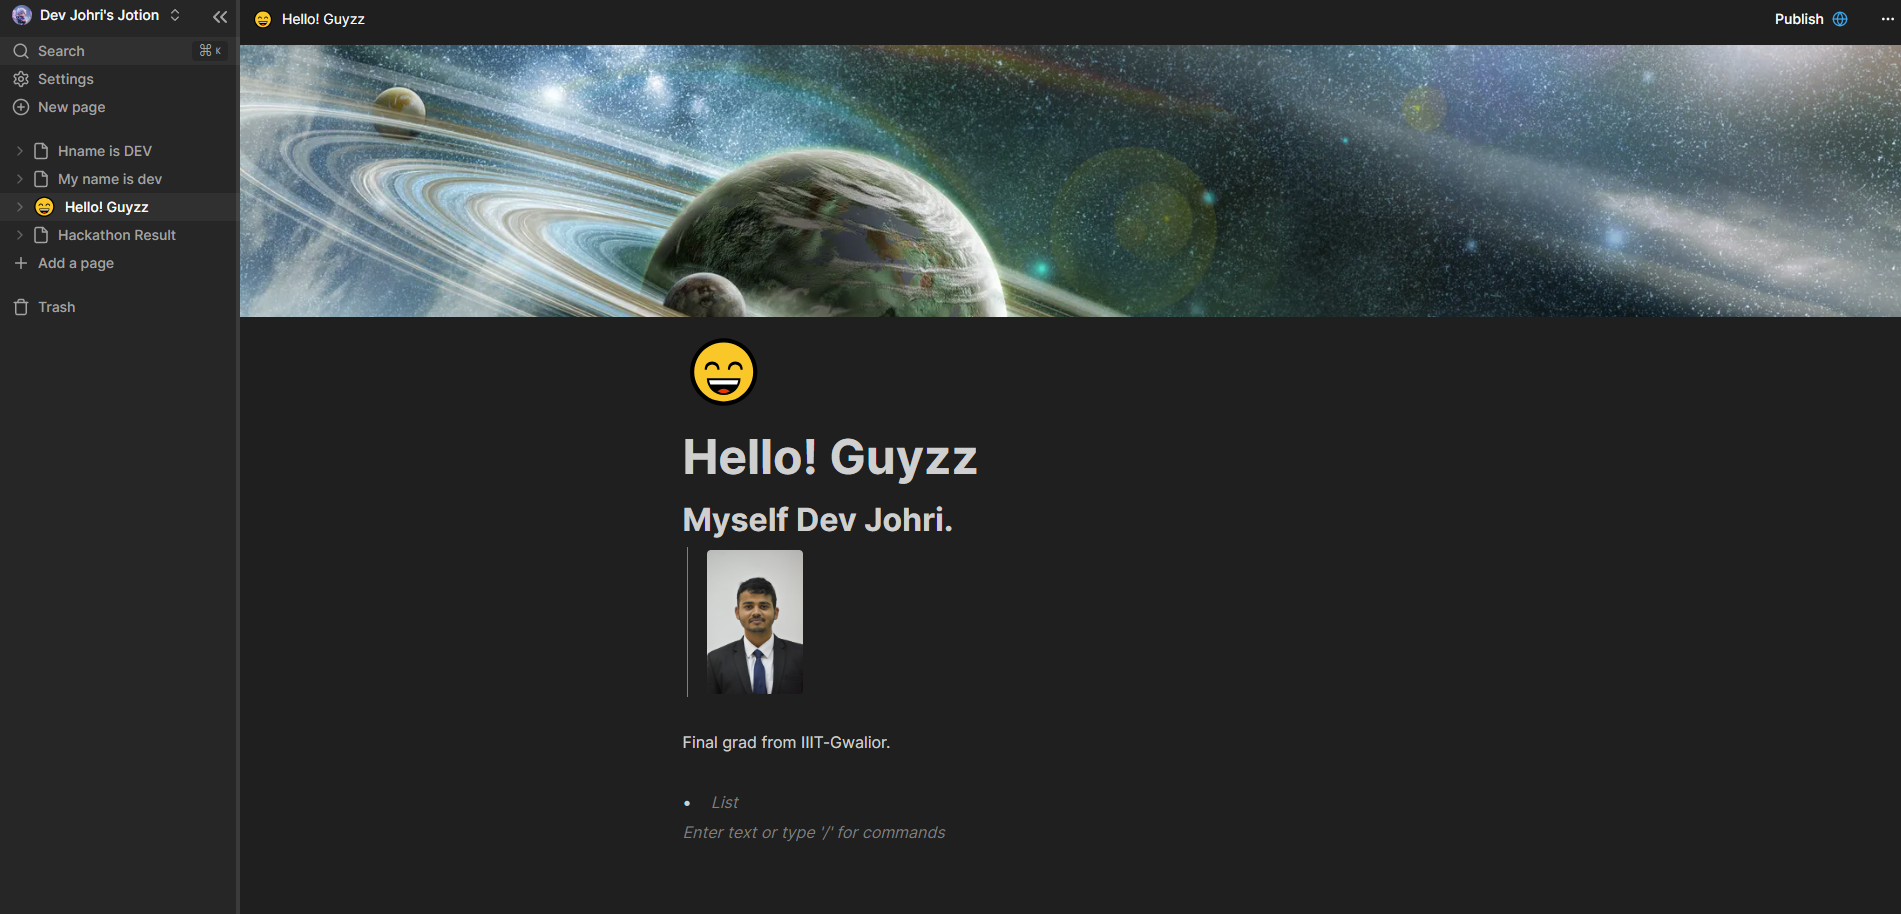 Dev Johri's Jotion
Search
⌘ K
Settings
New page
Hname is DEV
My name is dev
Hello! Guyzz
Hackathon Result
Add a page
Trash
Hello! Guyzz
Publish
Hello! Guyzz
Myself Dev Johri.
Final grad from IIIT-Gwalior.
• List
Enter text or type '/' for commands